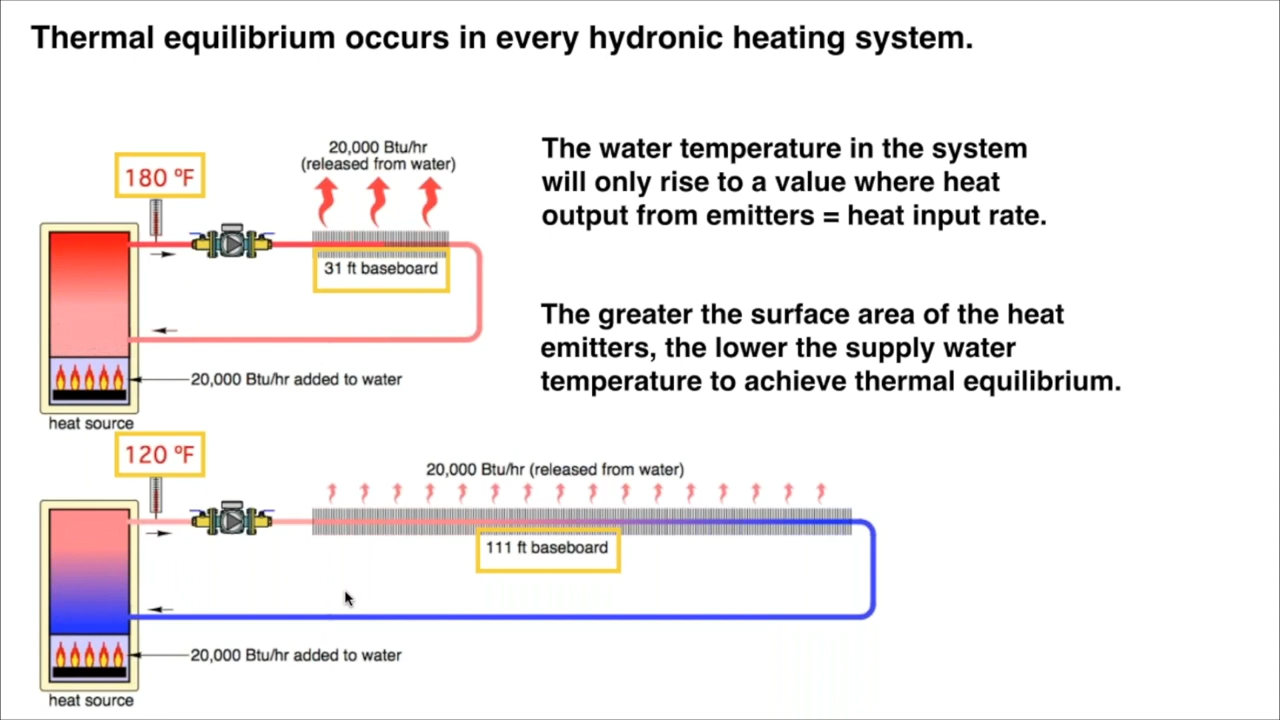 Thermal equilibrium occurs in every hydronic heating system.
20,000 Btu/hr
(released from water)
180 ºF
31 ft baseboard
20,000 Btu/hr added to water
heat source
The water temperature in the system
will only rise to a value where heat
output from emitters = heat input rate.
The greater the surface area of the heat
emitters, the lower the supply water
temperature to achieve thermal equilibrium.
120 ºF
20,000 Btu/hr (released from water)
111 ft baseboard
20,000 Btu/hr added to water
heat source